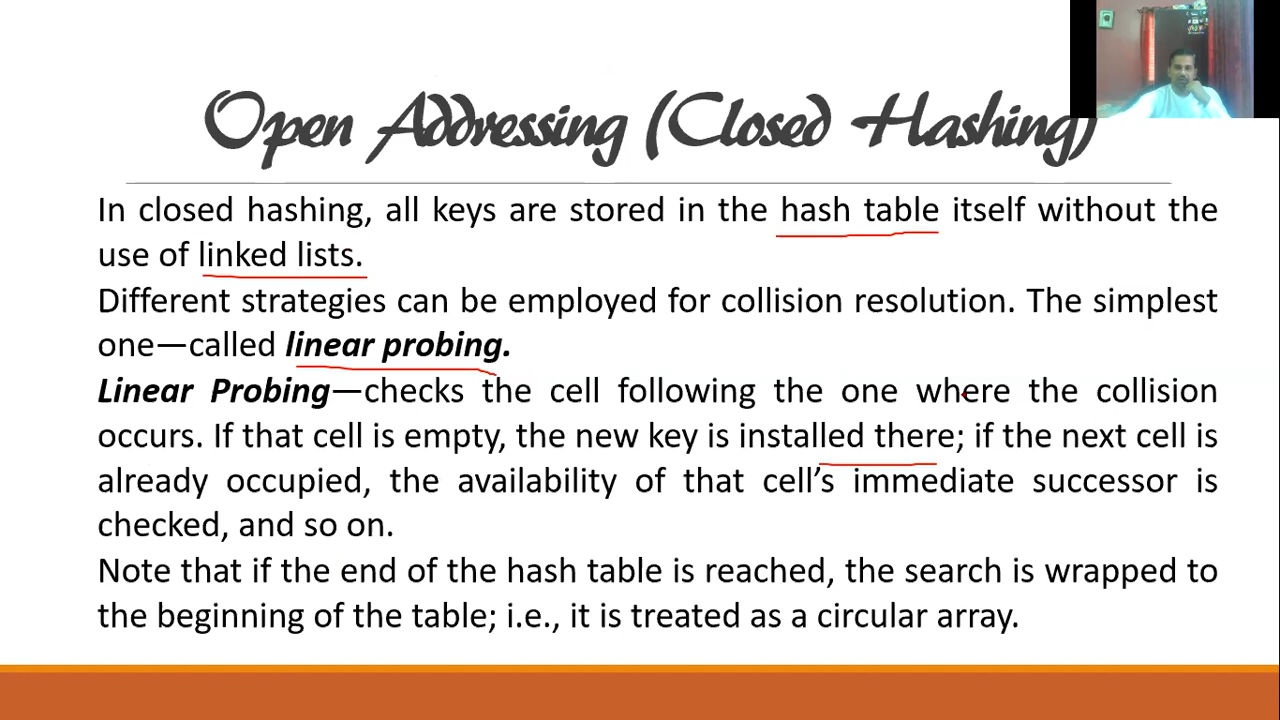 Open Addressing (Closed Hashing)
In closed hashing, all keys are stored in the hash table itself without the
use of linked lists.
Different strategies can be employed for collision resolution. The simplest
one—called linear probing.
Linear Probing—checks the cell following the one where the collision
occurs. If that cell is empty, the new key is installed there; if the next cell is
already occupied, the availability of that cell’s immediate successor is
checked, and so on.
Note that if the end of the hash table is reached, the search is wrapped to
the beginning of the table; i.e., it is treated as a circular array.